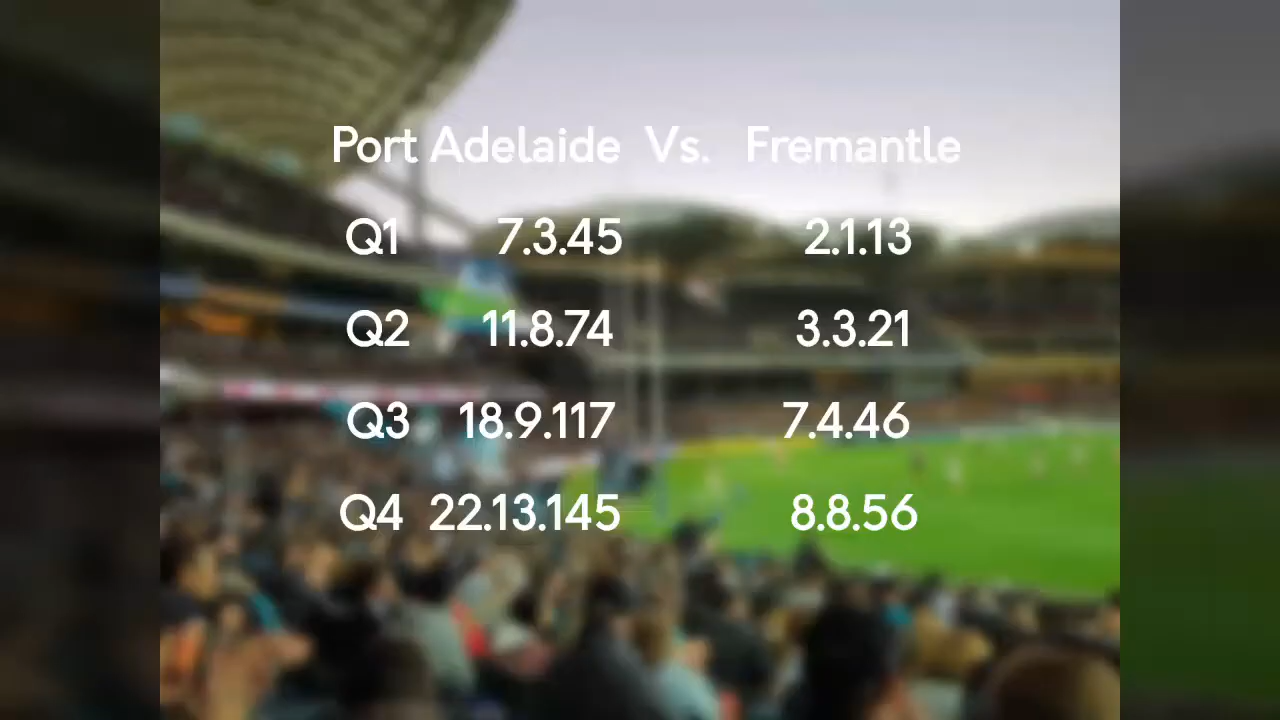 Port Adelaide Vs. Fremantle
Q1 7.3.45 2.1.13
Q2 11.8.74 3.3.21
Q3 18.9.117 7.4.46
Q4 22.13.145 8.8.56